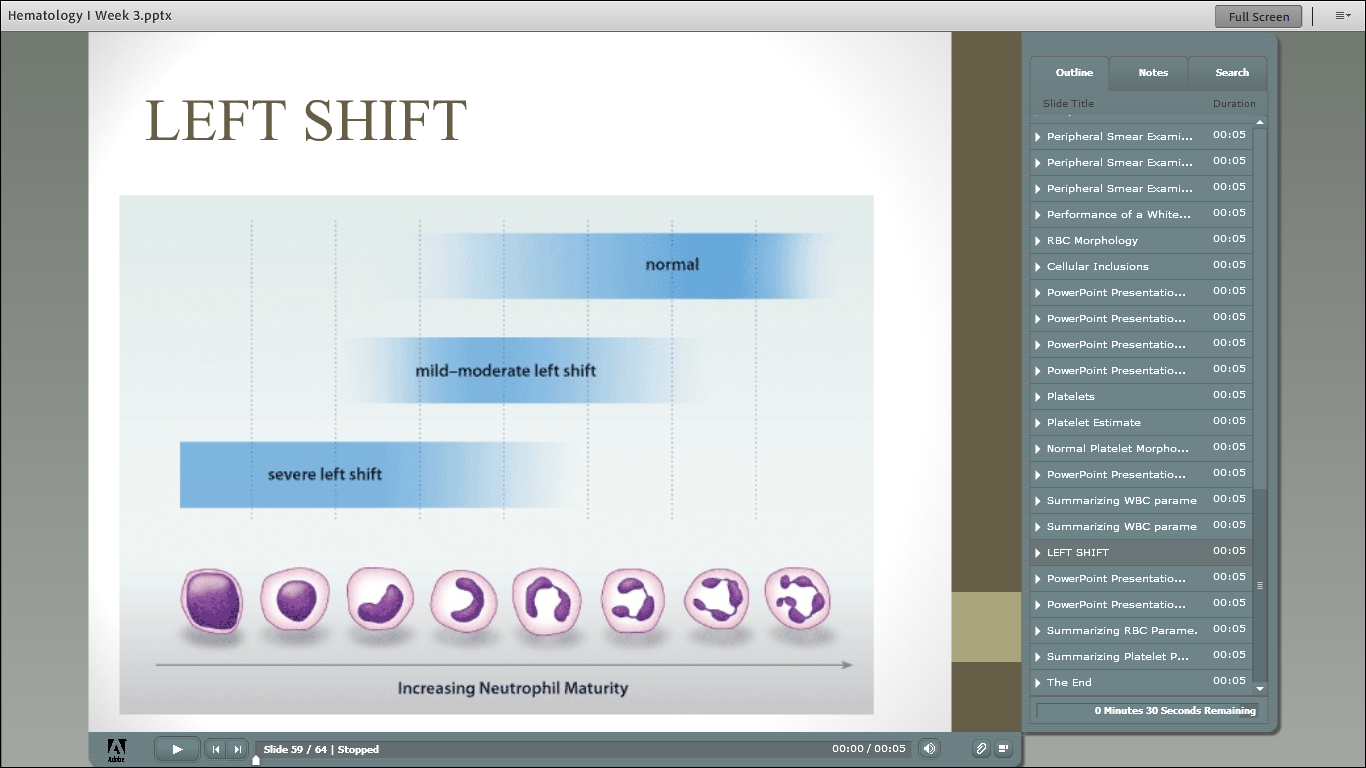 Hematology I Week 3.pptx
Full Screen
LEFT SHIFT
normal
mild–moderate left shift
severe left shift
Increasing Neutrophil Maturity
Outline Notes Search
Slide Title Duration
Peripheral Smear Exami... 00:05
Peripheral Smear Exami... 00:05
Peripheral Smear Exami... 00:05
Performance of a White... 00:05
RBC Morphology 00:05
Cellular Inclusions 00:05
PowerPoint Presentatio... 00:05
PowerPoint Presentatio... 00:05
PowerPoint Presentatio... 00:05
PowerPoint Presentatio... 00:05
Platelets 00:05
Platelet Estimate 00:05
Normal Platelet Morpho... 00:05
PowerPoint Presentatio... 00:05
Summarizing WBC parame 00:05
Summarizing WBC parame 00:05
LEFT SHIFT 00:05
PowerPoint Presentatio... 00:05
PowerPoint Presentatio... 00:05
Summarizing RBC Parame. 00:05
Summarizing Platelet P... 00:05
The End 00:05
0 Minutes 30 Seconds Remaining
Adobe
Slide 59 / 64 | Stopped
00:00 / 00:05